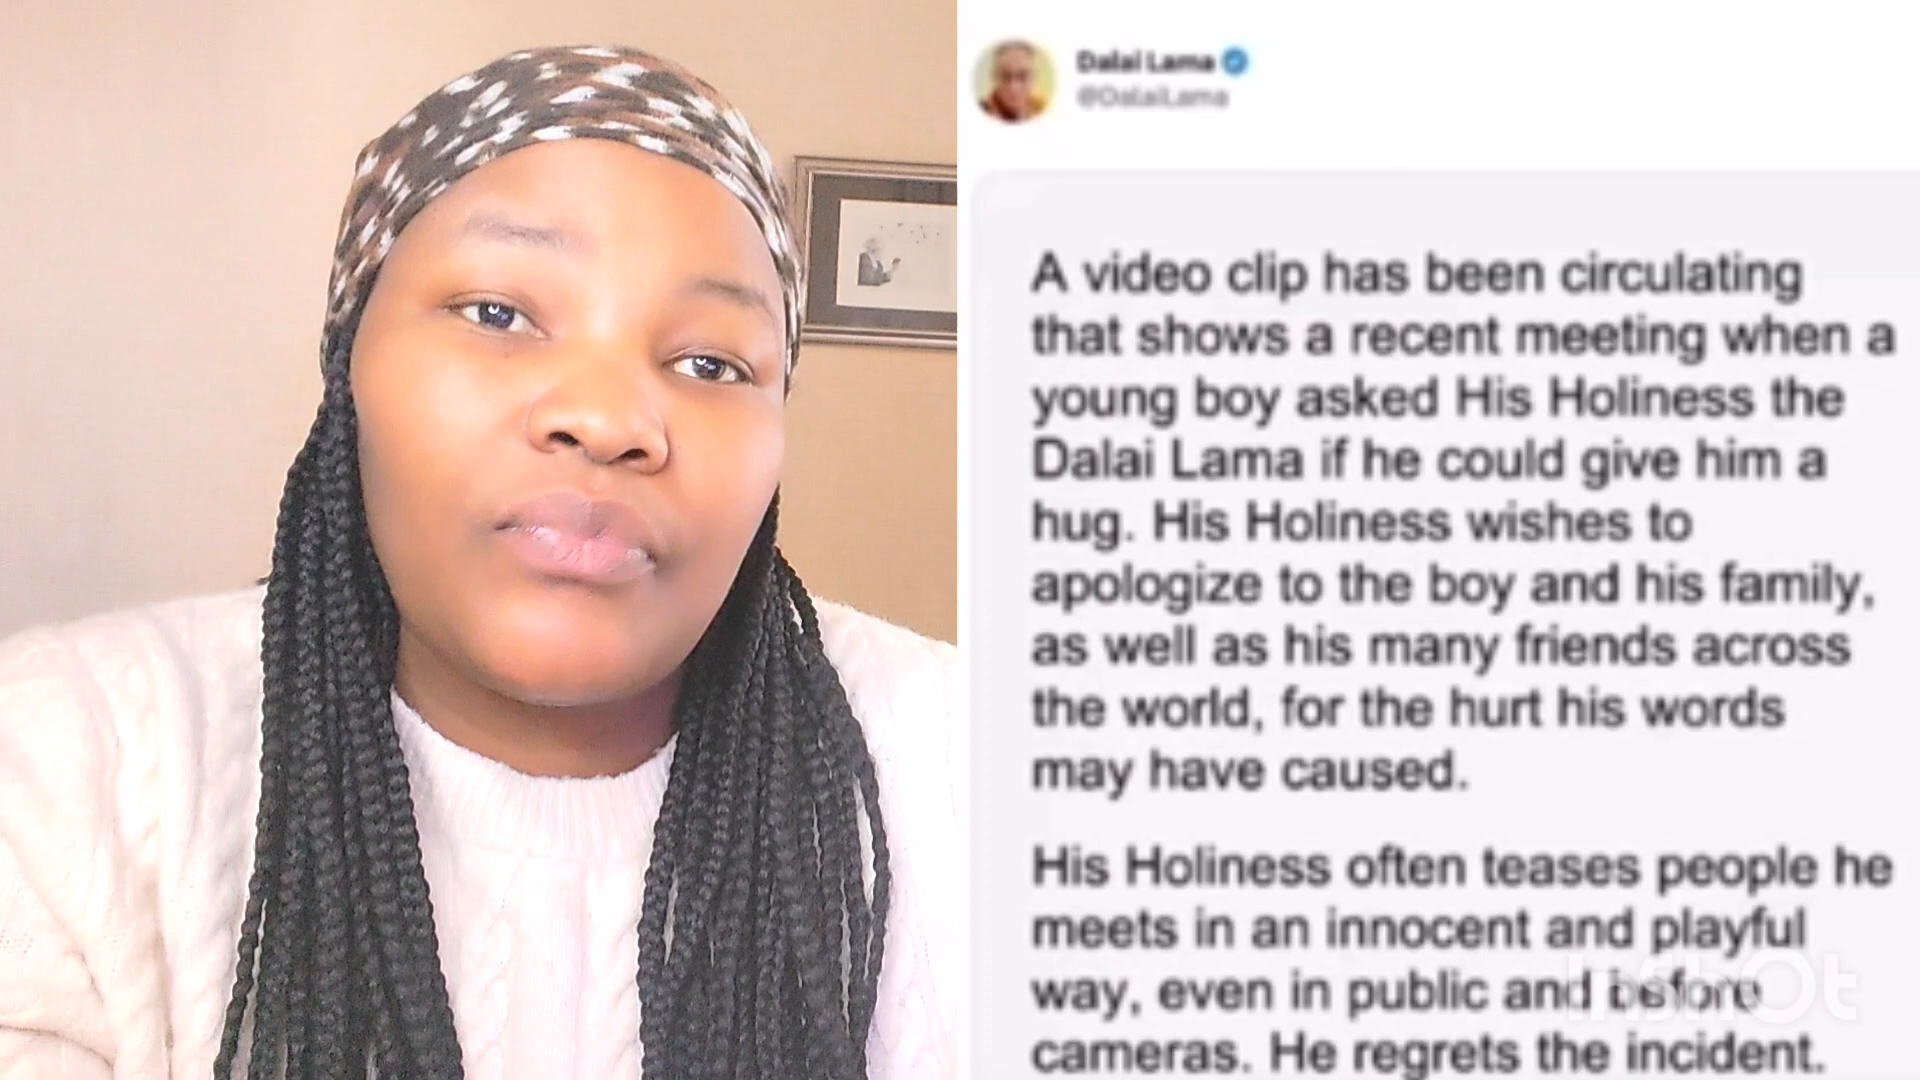 Dalai Lama
@DalaiLama
A video clip has been circulating
that shows a recent meeting when a
young boy asked His Holiness the
Dalai Lama if he could give him a
hug. His Holiness wishes to
apologize to the boy and his family,
as well as his many friends across
the world, for the hurt his words
may have caused.
His Holiness often teases people he
meets in an innocent and playful
way, even in public and before
cameras. He regrets the incident.
InShOt